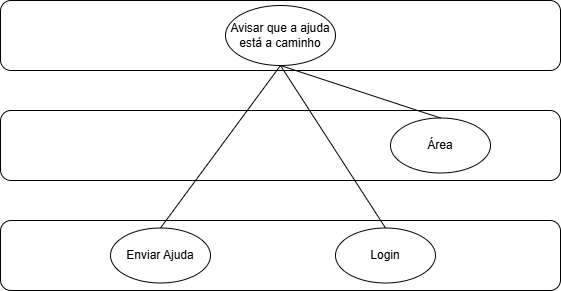 Avisar que a ajuda
está a caminho
Área
Enviar Ajuda
Login